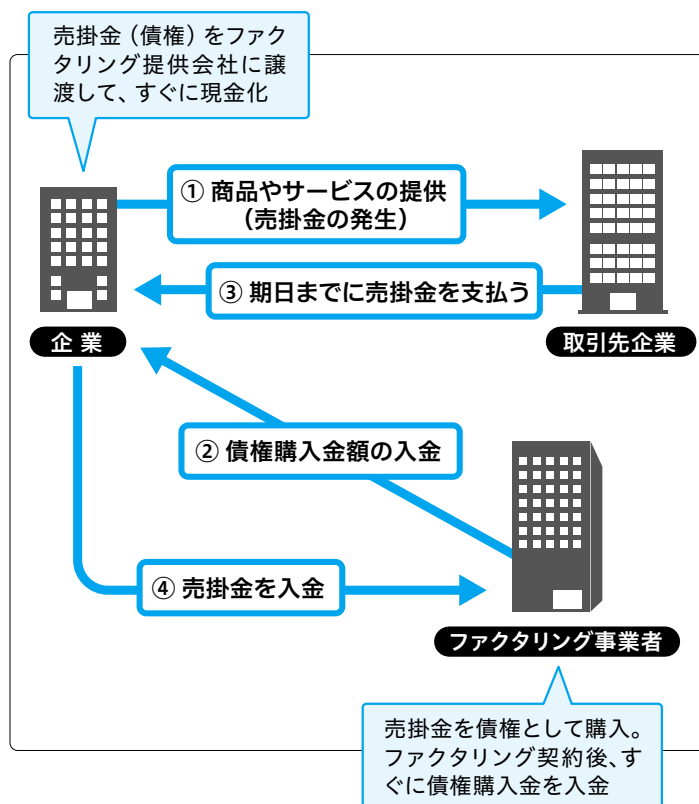 売掛金（債権）をファク
タリング提供会社に譲
渡して、すぐに現金化
① 商品やサービスの提供
（売掛金の発生）
③ 期日までに売掛金を支払う
企 業
取引先企業
② 債権購入金額の入金
④ 売掛金を入金
ファクタリング事業者
売掛金を債権として購入。
ファクタリング契約後、す
ぐに債権購入金を入金